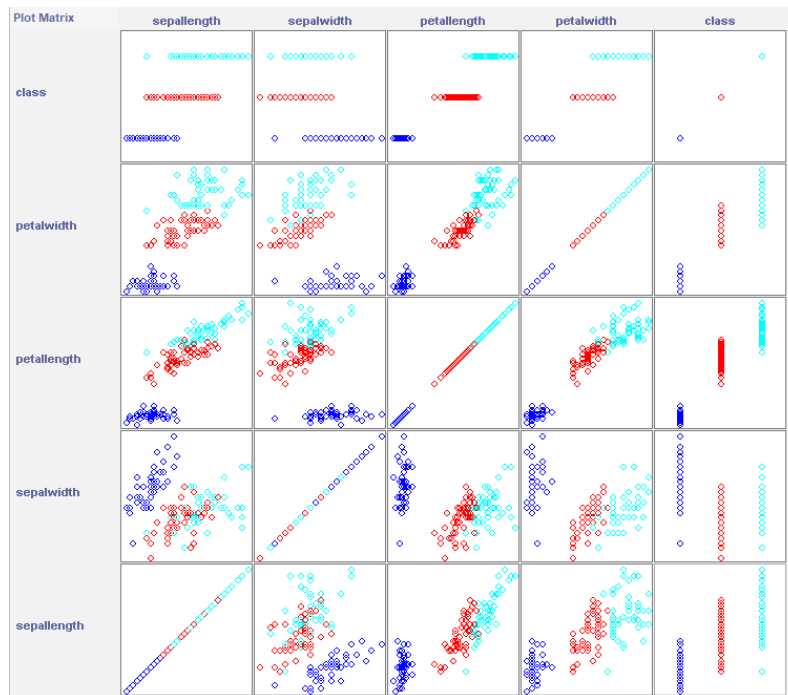 Plot Matrix sepallength sepalwidth petallength petalwidth class
class
petalwidth
petallength
sepalwidth
sepallength